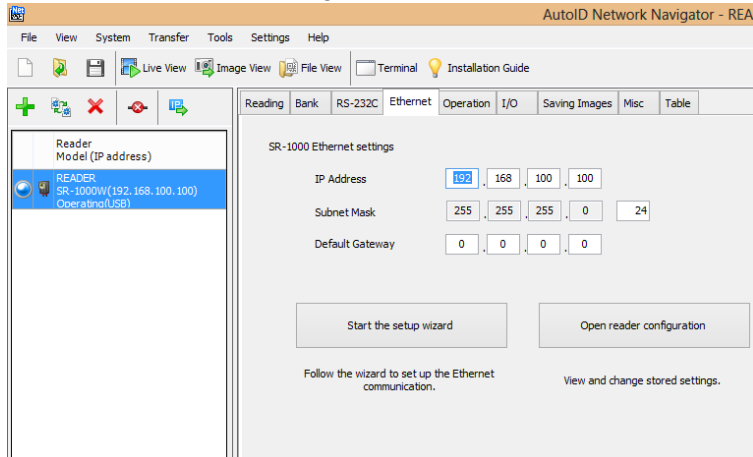 Net
AutoID Network Navigator - REA
File View System Transfer Tools Settings Help
Live View Image View File View Terminal Installation Guide
IP
Reading Bank RS-232C Ethernet Operation I/O Saving Images Misc Table
Reader
Model (IP address)
READER
SR-1000W(192.168.100.100)
Operating(USB)
SR-1000 Ethernet settings
IP Address 192 . 168 . 100 . 100
Subnet Mask 255 . 255 . 255 . 0 24
Default Gateway 0 . 0 . 0 . 0
Start the setup wizard Open reader configuration
Follow the wizard to set up the Ethernet
communication.
View and change stored settings.